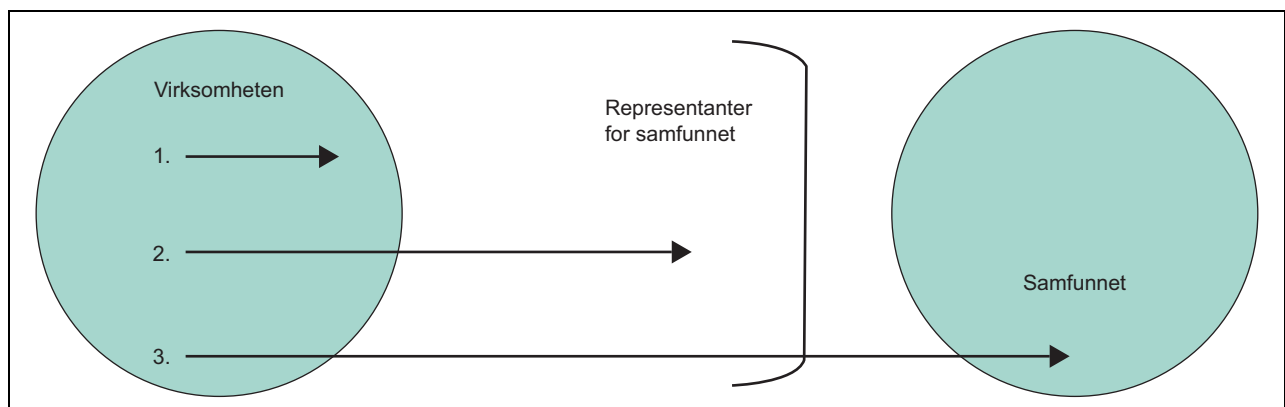 Virksomheten
1.
Representanter
for samfunnet
2.
Samfunnet
3.